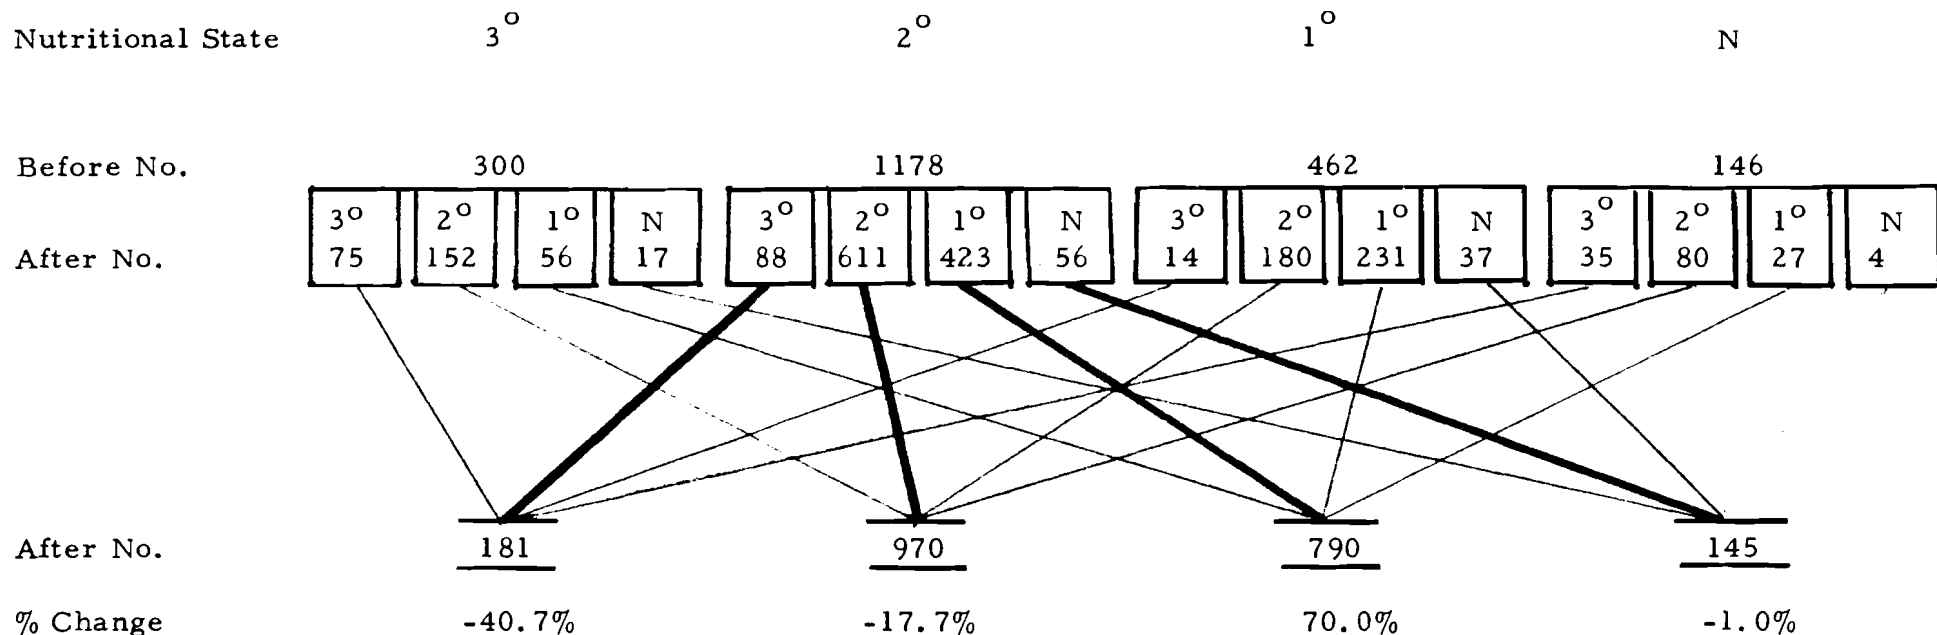 Nutritional State 3° 2° 1° N
Before No. 300 1178 462 146
3° 2° 1° N 3° 2° 1° N 3° 2° 1° N 3° 2° 1° N
After No. 75 152 56 17 88 611 423 56 14 180 231 37 35 80 27 4
After No. 181 970 790 145
% Change -40.7% -17.7% 70.0% -1.0%